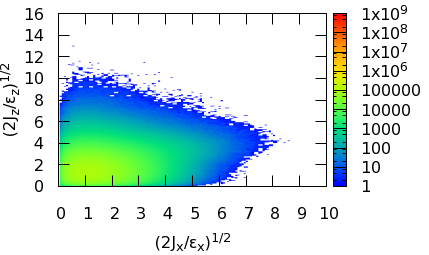 (2J_z/ε_z)^1/2
16
14
12
10
8
6
4
2
0
0 1 2 3 4 5 6 7 8 9 10
(2J_x/ε_x)^1/2
1x10^9
1x10^8
1x10^7
1x10^6
100000
10000
1000
100
10
1